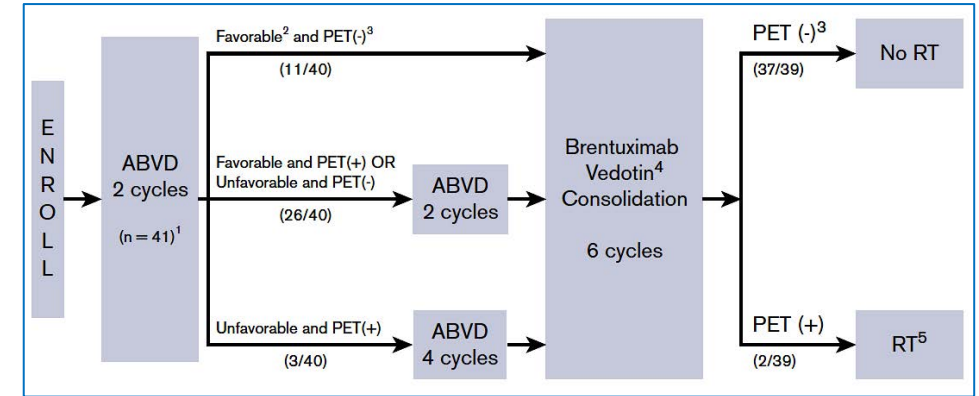 ENROLL
ABVD
2 cycles
(n = 41)¹
Favorable² and PET(-)³
(11/40)
Favorable and PET(+) OR
Unfavorable and PET(-)
(26/40)
ABVD
2 cycles
Unfavorable and PET(+)
(3/40)
ABVD
4 cycles
Brentuximab
Vedotin⁴
Consolidation
6 cycles
PET (-)³
(37/39)
No RT
PET (+)
(2/39)
RT⁵